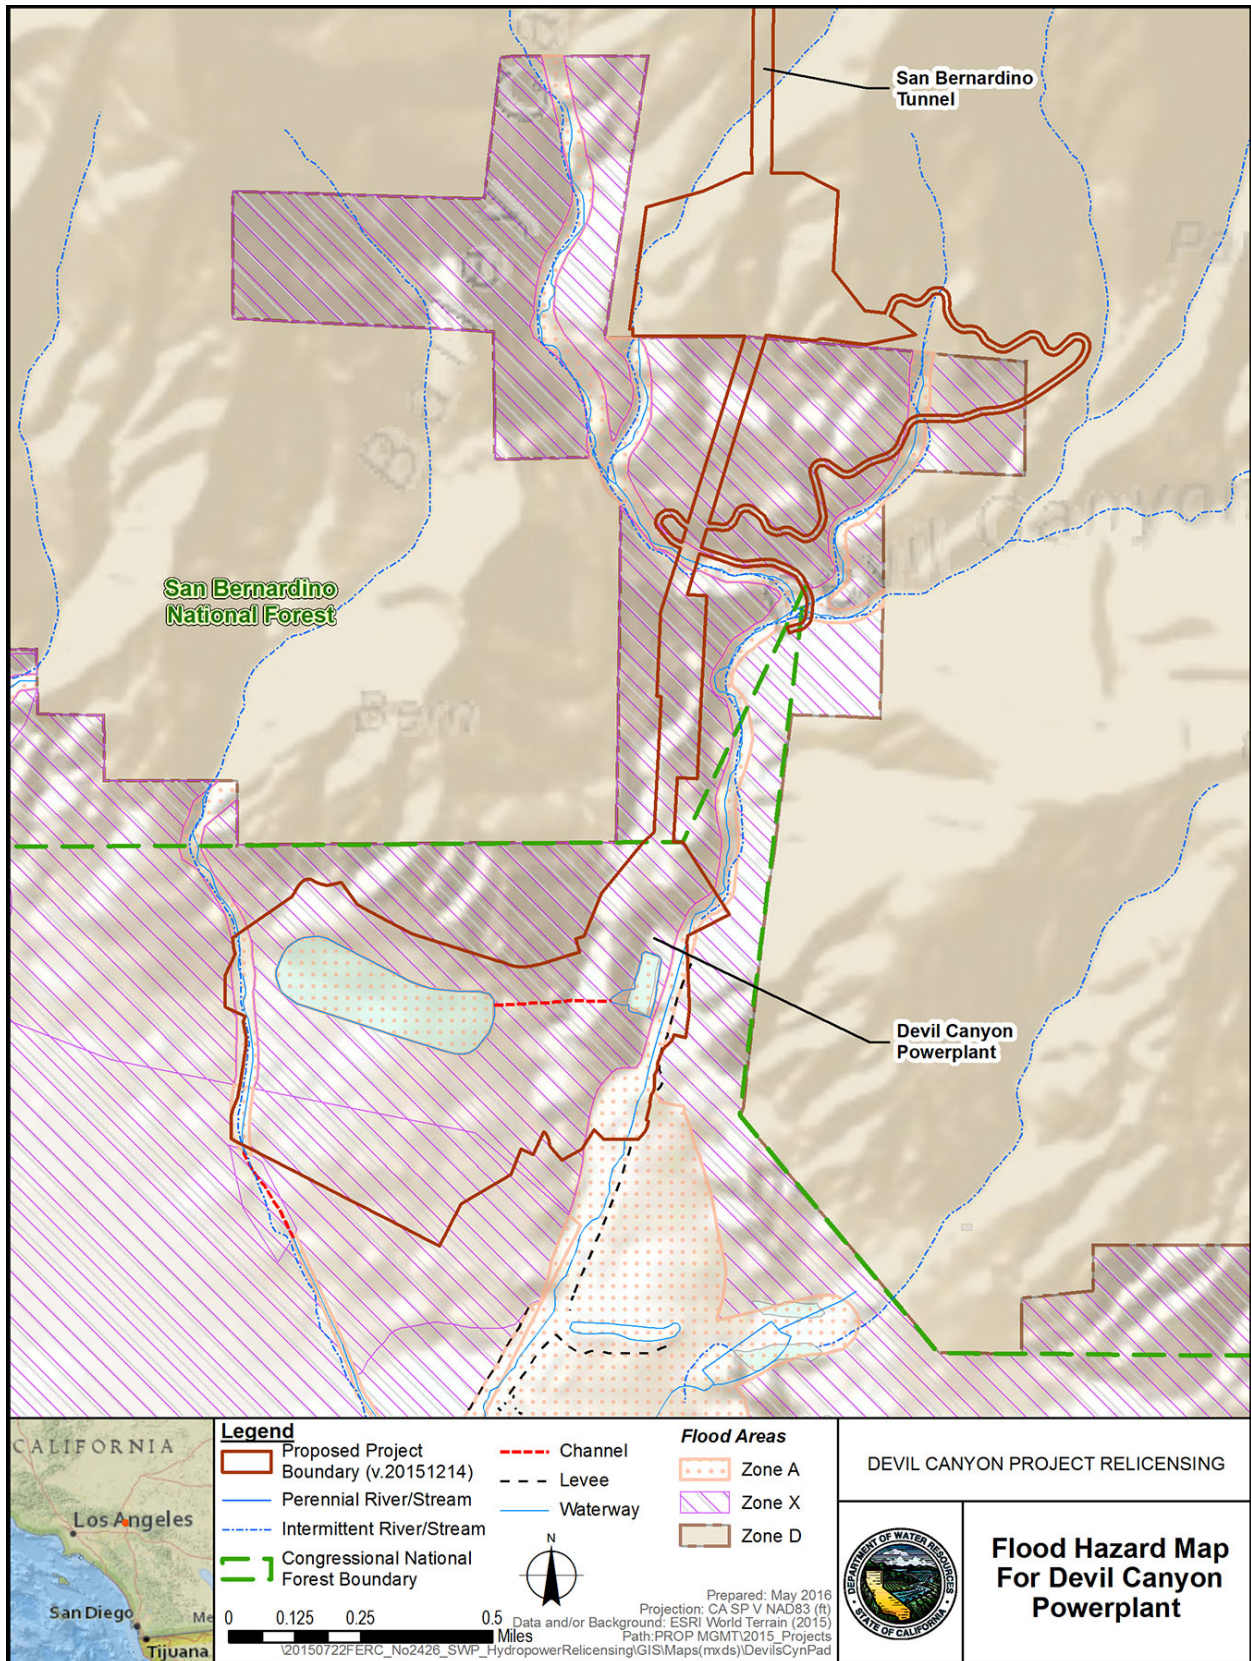 San Bernardino
Tunnel
Canyon
San Bernardino
National Forest
Bern
Devil Canyon
Powerplant
CALIFORNIA
Los Angeles
San Diego
Me
Tijuana
Legend
Proposed Project
Boundary (v.20151214)
Perennial River/Stream
Intermittent River/Stream
Congressional National
Forest Boundary
Channel
Levee
Waterway
Flood Areas
Zone A
Zone X
Zone D
N
0 0.125 0.25 0.5
Miles
Prepared: May 2016
Projection: CA SP V NAD83 (ft)
Data and/or Background: ESRI World Terrain (2015)
Path:PROP MGMT\2015_Projects
\20150722FERC_No2426_SWP_HydropowerRelicensing\GIS\Maps(mxds)\DevilsCynPad
DEVIL CANYON PROJECT RELICENSING
DEPARTMENT OF WATER RESOURCES
STATE OF CALIFORNIA
Flood Hazard Map
For Devil Canyon
Powerplant